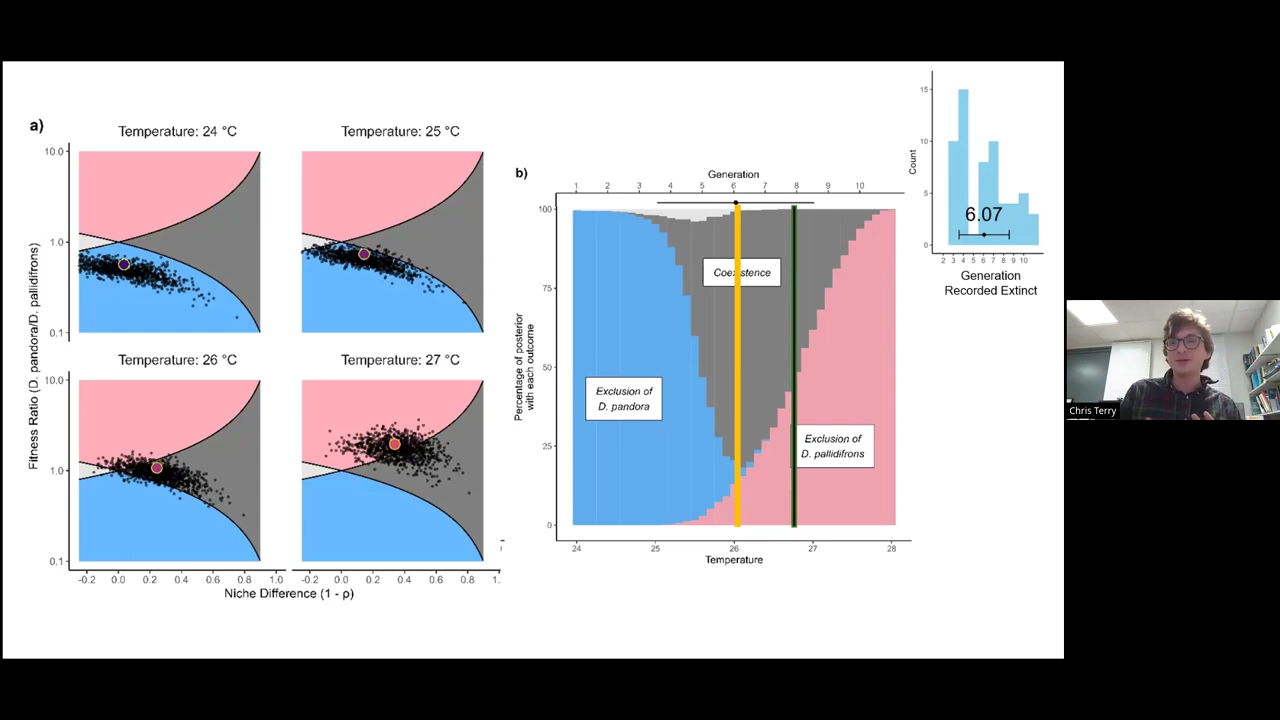 a)
Temperature: 24 °C
Temperature: 25 °C
10.0
1.0
0.1
Temperature: 26 °C
Temperature: 27 °C
10.0
1.0
0.1
Fitness Ratio (D. pandora/D. pallidifrons)
-0.2 0.0 0.2 0.4 0.6 0.8 1.0
-0.2 0.0 0.2 0.4 0.6 0.8 1.
Niche Difference (1 - ρ)
b)
Generation
1 2 3 4 5 6 7 8 9 10
100
75
50
25
0
Percentage of posterior
with each outcome
Coexistence
Exclusion of
D. pandora
Exclusion of
D. pallidifrons
24 25 26 27 28
Temperature
15
10
5
0
Count
6.07
2 3 4 5 6 7 8 9 10
Generation
Recorded Extinct
Chris Terry